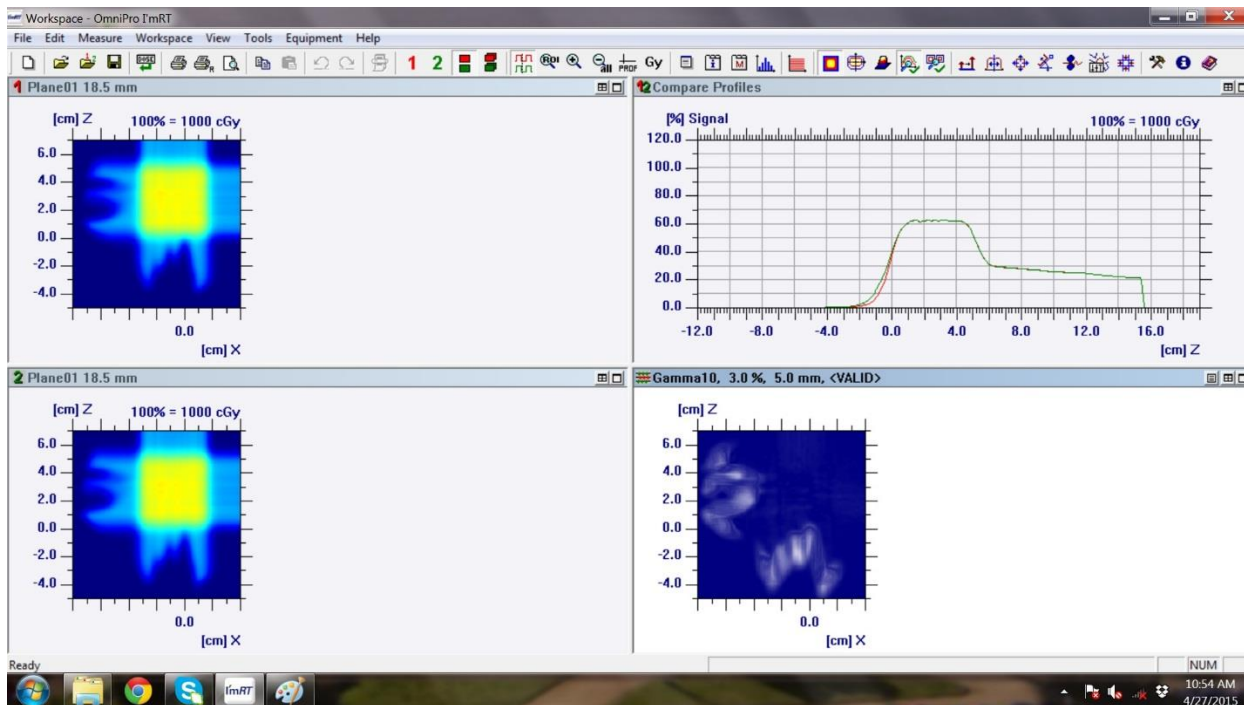 Workspace - OmniPro I'mRT
File Edit Measure Workspace View Tools Equipment Help
1 2 ROI all PROF Gy
1 Plane01 18.5 mm
[cm] Z 100% = 1000 cGy
6.0
4.0
2.0
0.0
-2.0
-4.0
0.0
[cm] X
12 Compare Profiles
[%] Signal 100% = 1000 cGy
120.0
100.0
80.0
60.0
40.0
20.0
0.0
-12.0 -8.0 -4.0 0.0 4.0 8.0 12.0 16.0
[cm] Z
2 Plane01 18.5 mm
[cm] Z 100% = 1000 cGy
6.0
4.0
2.0
0.0
-2.0
-4.0
0.0
[cm] X
Gamma10, 3.0 %, 5.0 mm, <VALID>
[cm] Z
6.0
4.0
2.0
0.0
-2.0
-4.0
0.0
[cm] X
Ready NUM
I'mRT
10:54 AM
4/27/2015